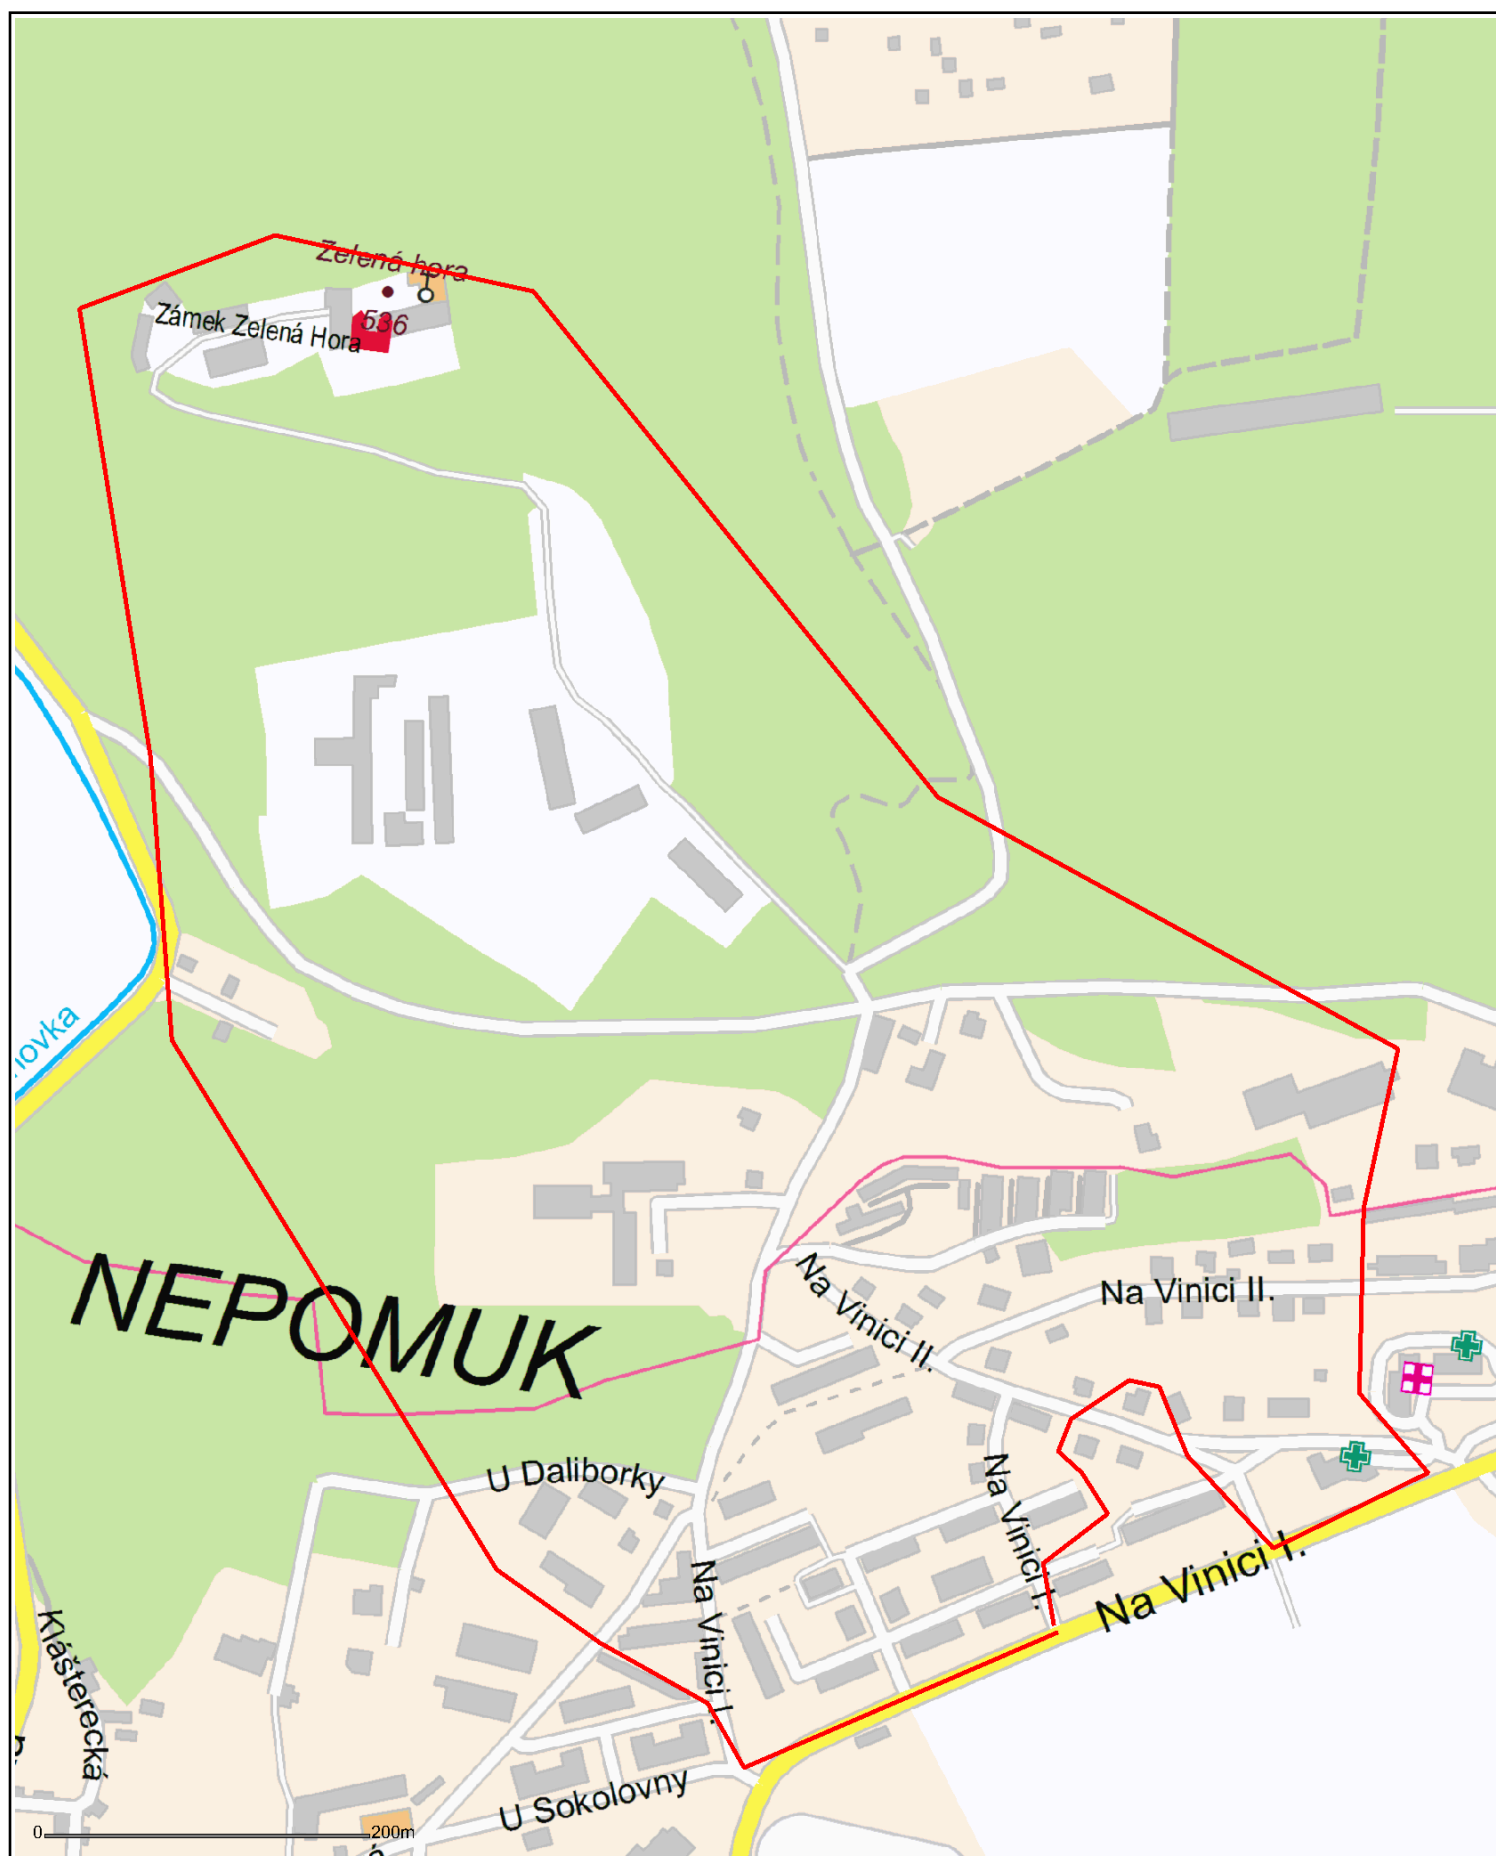 Zelená hora
536
Zámek Zelená Hora
NEPOMUK
Na Vinici II.
Na Vinici II.
U Daliborky
Na Vinici I.
Na Vinici I.
Na Vinici I.
Klášterecká
U Sokolovny
0 200m